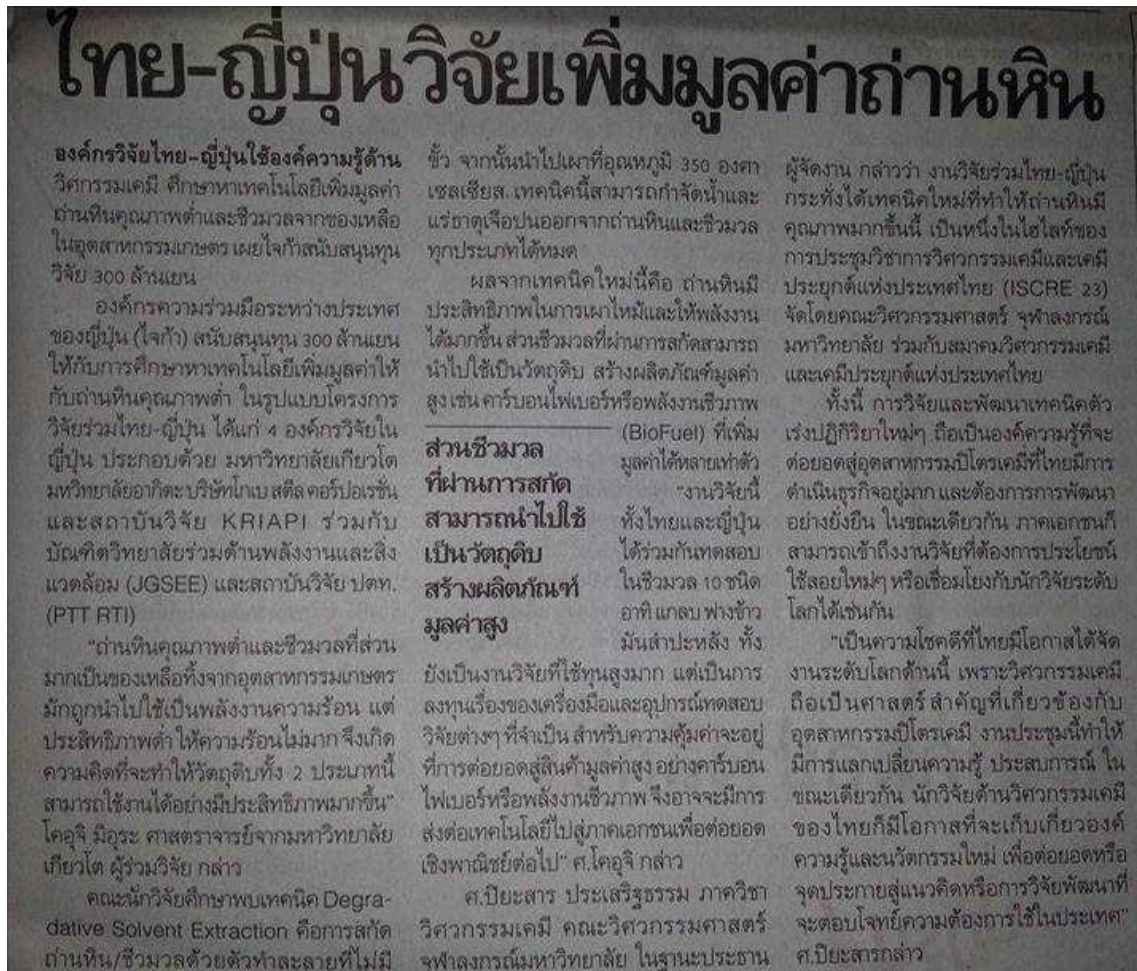 ไทย-ญี่ปุ่นวิจัยเพิ่มมูลค่าถ่านหิน
องค์กรวิจัยไทย-ญี่ปุ่นใช้องค์ความรู้ด้าน
วิศกรรมเคมี ศึกษาหาเทคโนโลยีเพิ่มมูลค่า
ถ่านหินคุณภาพต่ำและชีวมวลจากของเหลือ
ในอุตสาหกรรมเกษตร เผยไจก้าสนับสนุนทุน
วิจัย 300 ล้านเยน
องค์กรความร่วมมือระหว่างประเทศ
ของญี่ปุ่น (ไจก้า) สนับสนุนทุน 300 ล้านเยน
ให้กับการศึกษาหาเทคโนโลยีเพิ่มมูลค่าให้
กับถ่านหินคุณภาพต่ำ ในรูปแบบโครงการ
วิจัยร่วมไทย-ญี่ปุ่น ได้แก่ 4 องค์กรวิจัยใน
ญี่ปุ่น ประกอบด้วย มหาวิทยาลัยเกียวโต
มหวิทยาลัยอากิตะ บริษัทโกเบ สตีล คอร์ปอเรชั่น
และสถาบันวิจัย KRIAPI ร่วมกับ
บัณฑิตวิทยาลัยร่วมด้านพลังงานและสิ่ง
แวดล้อม (JGSEE) และสถาบันวิจัย ปตท.
(PTT RTI)
"ถ่านหินคุณภาพต่ำและชีวมวลที่ส่วน
มากเป็นของเหลือทิ้งจากอุตสาหกรรมเกษตร
มักถูกนำไปใช้เป็นพลังงานความร้อน แต่
ประสิทธิภาพต่ำ ให้ความร้อนไม่มาก จึงเกิด
ความคิดที่จะทำให้วัตถุดิบทั้ง 2 ประเภทนี้
สามารถใช้งานได้อย่างมีประสิทธิภาพมากขึ้น"
โคอุจิ มิอุระ ศาสตราจารย์จากมหาวิทยาลัย
เกียวโต ผู้ร่วมวิจัย กล่าว
คณะนักวิจัยศึกษาพบเทคนิค Degra-
dative Solvent Extraction คือการสกัด
ถ่านหิน/ชีวมวลด้วยตัวทำละลายที่ไม่มี
ขั้ว จากนั้นนำไปเผาที่อุณหภูมิ 350 องศา
เซลเซียส เทคนิคนี้สามารถกำจัดน้ำและ
แร่ธาตุเจือปนออกจากถ่านหินและชีวมวล
ทุกประเภทได้หมด
ผลจากเทคนิคใหม่นี้คือ ถ่านหินมี
ประสิทธิภาพในการเผาไหม้และให้พลังงาน
ได้มากขึ้น ส่วนชีวมวลที่ผ่านการสกัดสามารถ
นำไปใช้เป็นวัตถุดิบ สร้างผลิตภัณฑ์มูลค่า
สูง เช่น คาร์บอนไฟเบอร์หรือพลังงานชีวภาพ
(BioFuel) ที่เพิ่ม
มูลค่าได้หลายเท่าตัว
"งานวิจัยนี้
ทั้งไทยและญี่ปุ่น
ได้ร่วมกันทดสอบ
ในชีวมวล 10 ชนิด
อาทิ แกลบ ฟางข้าว
มันสำปะหลัง ทั้ง
ส่วนชีวมวล
ที่ผ่านการสกัด
สามารถนำไปใช้
เป็นวัตถุดิบ
สร้างผลิตภัณฑ์
มูลค่าสูง
ยังเป็นงานวิจัยที่ใช้ทุนสูงมาก แต่เป็นการ
ลงทุนเรื่องของเครื่องมือและอุปกรณ์ทดสอบ
วิจัยต่างๆ ที่จำเป็น สำหรับความคุ้มค่าจะอยู่
ที่การต่อยอดสู่สินค้ามูลค่าสูง อย่างคาร์บอน
ไฟเบอร์หรือพลังงานชีวภาพ จึงอาจจะมีการ
ส่งต่อเทคโนโลยีไปสู่ภาคเอกชนเพื่อต่อยอด
เชิงพาณิชย์ต่อไป" ศ.โคอุจิ กล่าว
ศ.ปิยะสาร ประเสริฐธรรม ภาควิชา
วิศวกรรมเคมี คณะวิศวกรรมศาสตร์
จุฬาลงกรณ์มหาวิทยาลัย ในฐานะประธาน
ผู้จัดงาน กล่าวว่า งานวิจัยร่วมไทย-ญี่ปุ่น
กระทั่งได้เทคนิคใหม่ที่ทำให้ถ่านหินมี
คุณภาพมากขึ้นนี้ เป็นหนึ่งในไฮไลท์ของ
การประชุมวิชาการวิศวกรรมเคมีและเคมี
ประยุกต์แห่งประเทศไทย (ISCRE 23)
จัดโดยคณะวิศวกรรมศาสตร์ จุฬาลงกรณ์
มหาวิทยาลัย ร่วมกับสมาคมวิศวกรรมเคมี
และเคมีประยุกต์แห่งประเทศไทย
ทั้งนี้ การวิจัยและพัฒนาเทคนิคตัว
เร่งปฏิกิริยาใหม่ๆ ถือเป็นองค์ความรู้ที่จะ
ต่อยอดสู่อุตสาหกรรมปิโตรเคมีที่ไทยมีการ
ดำเนินธุรกิจอยู่มาก และต้องการการพัฒนา
อย่างยั่งยืน ในขณะเดียวกัน ภาคเอกชนก็
สามารถเข้าถึงงานวิจัยที่ต้องการประโยชน์
ใช้สอยใหม่ๆ หรือเชื่อมโยงกับนักวิจัยระดับ
โลกได้เช่นกัน
"เป็นความโชคดีที่ไทยมีโอกาสได้จัด
งานระดับโลกด้านนี้ เพราะวิศวกรรมเคมี
ถือเป็นศาสตร์สำคัญที่เกี่ยวข้องกับ
อุตสาหกรรมปิโตรเคมี งานประชุมนี้ทำให้
มีการแลกเปลี่ยนความรู้ ประสบการณ์ ใน
ขณะเดียวกัน นักวิจัยด้านวิศวกรรมเคมี
ของไทยก็มีโอกาสที่จะเก็บเกี่ยวองค์
ความรู้และนวัตกรรมใหม่ เพื่อต่อยอดหรือ
จุดประกายสู่แนวคิดหรือการวิจัยพัฒนาที่
จะตอบโจทย์ความต้องการใช้ในประเทศ"
ศ.ปิยะสารกล่าว